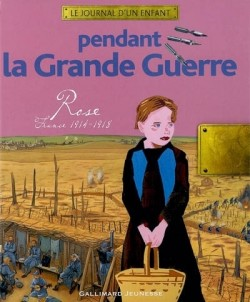 LE JOURNAL D'UN ENFANT
pendant
la Grande Guerre
Rose
France 1914-1918
GALLIMARD JEUNESSE